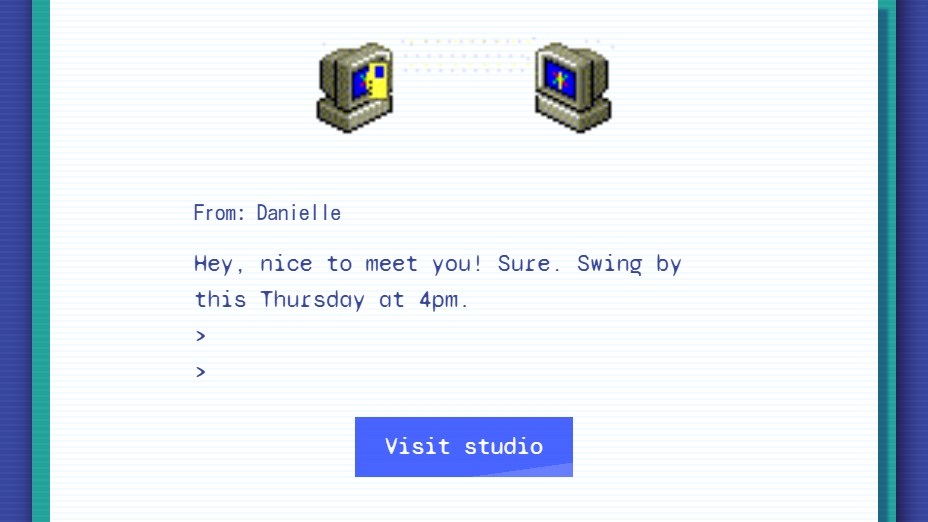 From: Danielle
Hey, nice to meet you! Sure. Swing by
this Thursday at 4pm.
>
>
Visit studio